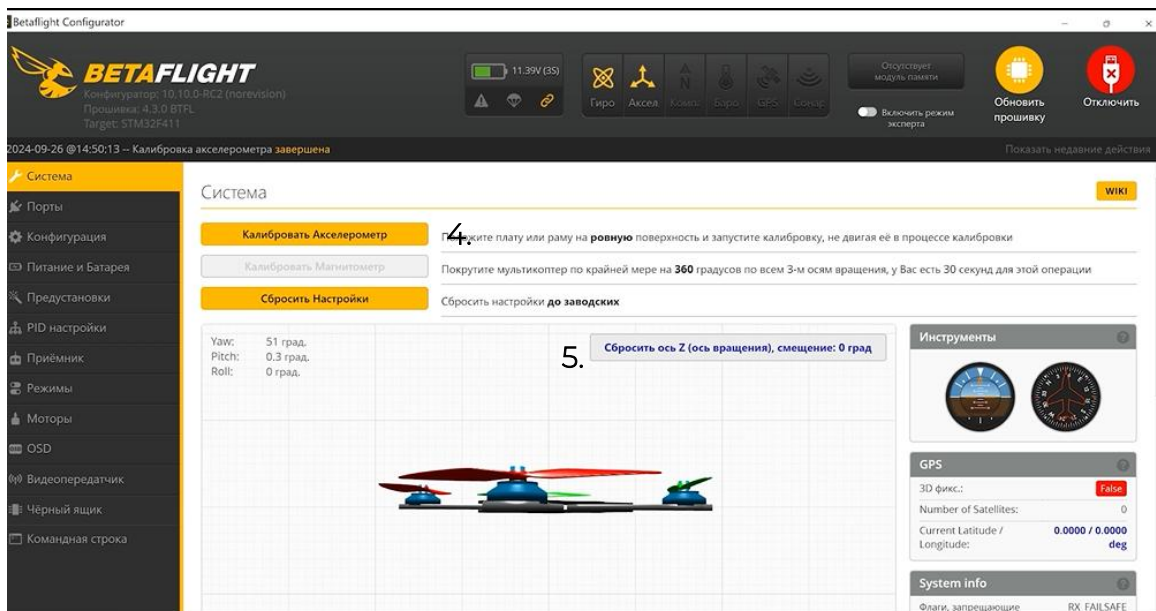 Betaflight Configurator
BETAFLIGHT
Конфигуратор: 10.10.0-RC2 (norevision)
Прошивка: 4.3.0 BTFL
Target: STM32F411
11.39V (3S)
Гиро Аксел Компас Баро GPS Сонар
Отсутствует модуль памяти
Включить режим эксперта
Обновить прошивку
Отключить
2024-09-26 @14:50:13 -- Калибровка акселерометра завершена
Показать недавние действия
Система
Порты
Конфигурация
Питание и Батарея
Предустановки
PID настройки
Приёмник
Режимы
Моторы
OSD
Видеопередатчик
Чёрный ящик
Командная строка
Система
WIKI
Калибровать Акселерометр
4.
жите плату или раму на ровную поверхность и запустите калибровку, не двигая её в процессе калибровки
Калибровать Магнитометр
Покрутите мультикоптер по крайней мере на 360 градусов по всем 3-м осям вращения, у Вас есть 30 секунд для этой операции
Сбросить Настройки
Сбросить настройки до заводских
Yaw: 51 град.
Pitch: 0.3 град.
Roll: 0 град.
5.
Сбросить ось Z (ось вращения), смещение: 0 град
Инструменты
GPS
3D фикс.: False
Number of Satellites: 0
Current Latitude / Longitude: 0.0000 / 0.0000 deg
System info
Флаги, запрещающие RX_FAILSAFE